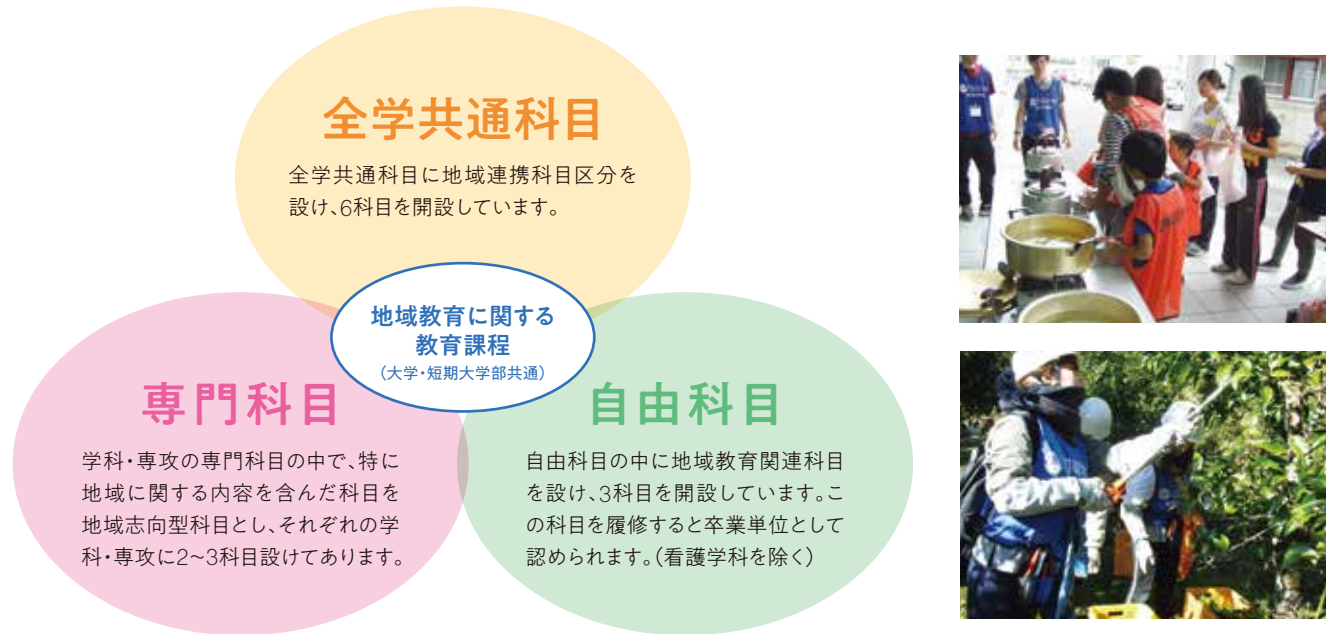 全学共通科目
全学共通科目に地域連携科目区分を
設け、6科目を開設しています。
地域教育に関する
教育課程
（大学・短期大学部共通）
専門科目
学科・専攻の専門科目の中で、特に
地域に関する内容を含んだ科目を
地域志向型科目とし、それぞれの学
科・専攻に2~3科目設けてあります。
自由科目
自由科目の中に地域教育関連科目
を設け、3科目を開設しています。こ
の科目を履修すると卒業単位として
認められます。（看護学科を除く）